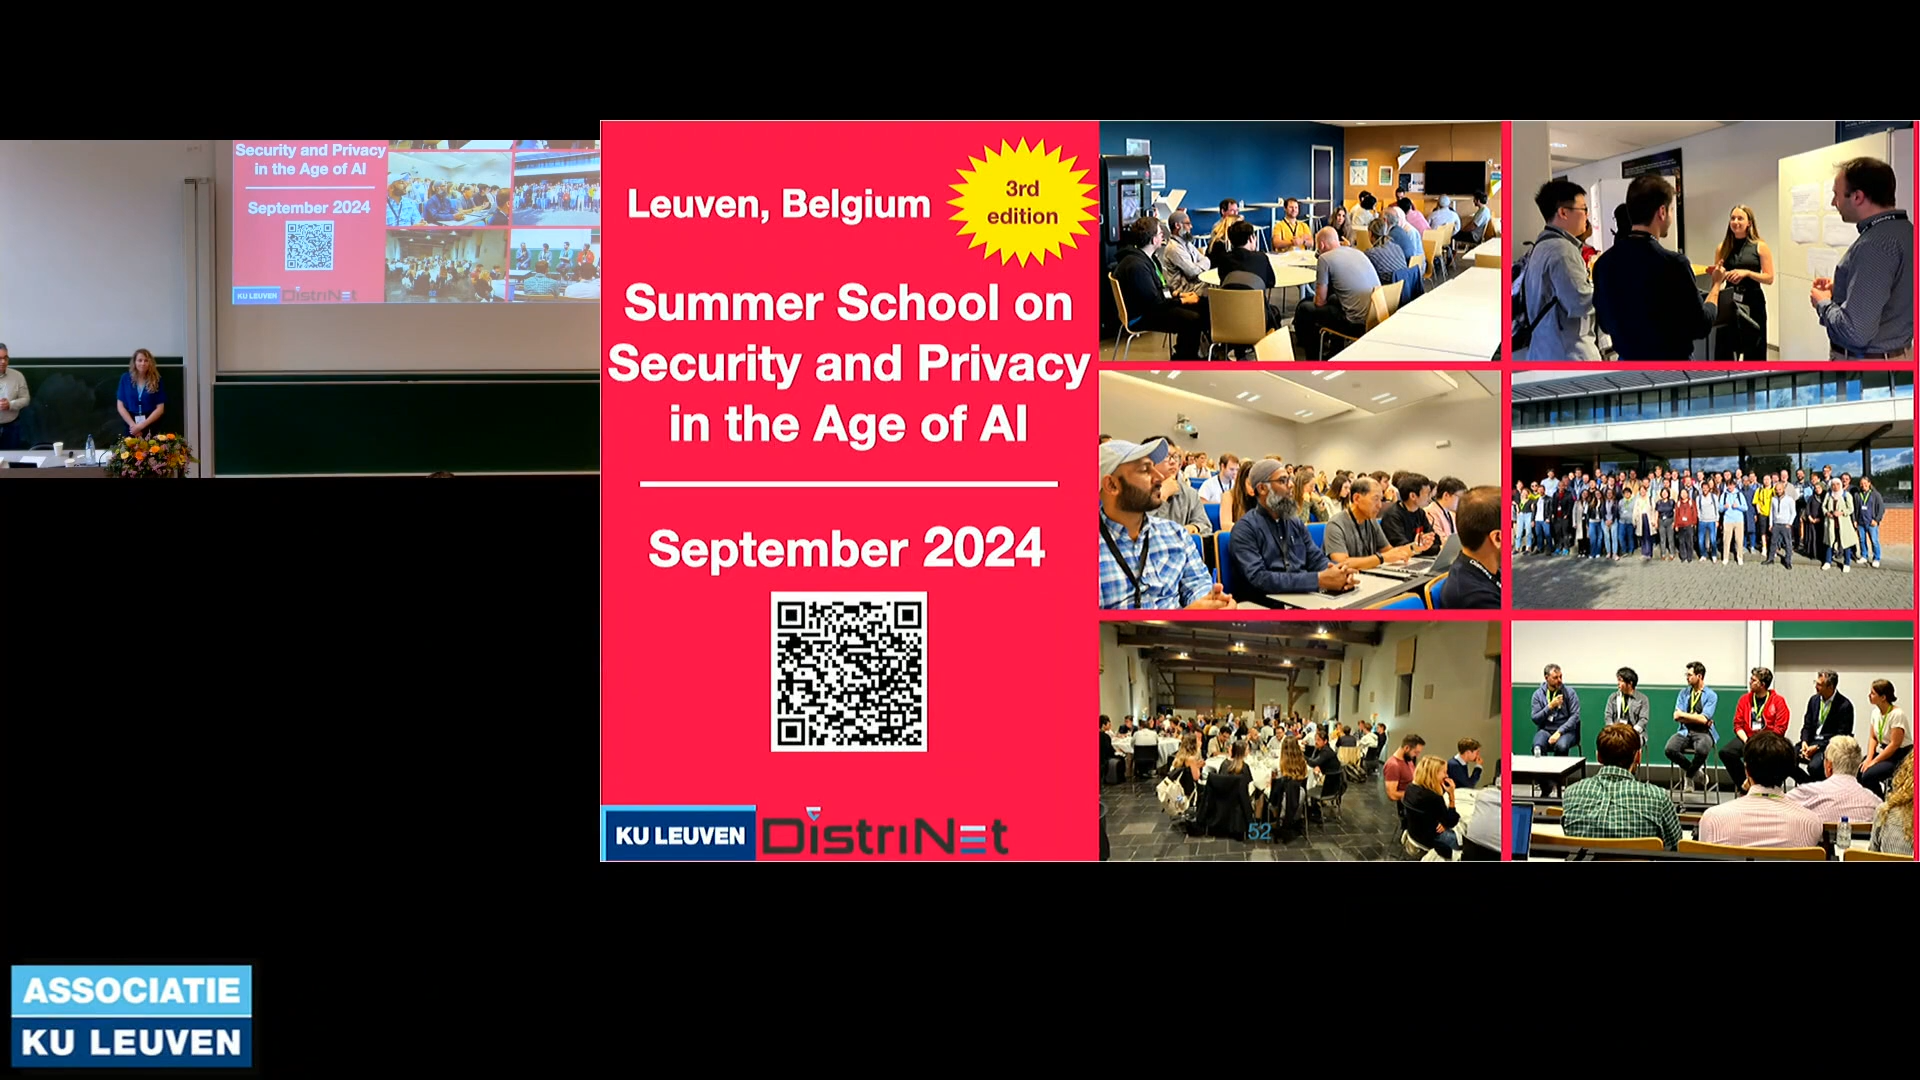 Security and Privacy
in the Age of AI
September 2024
KU LEUVEN DistriNet
Leuven, Belgium
3rd
edition
Summer School on
Security and Privacy
in the Age of AI
September 2024
KU LEUVEN DistriNet
52
ASSOCIATIE
KU LEUVEN